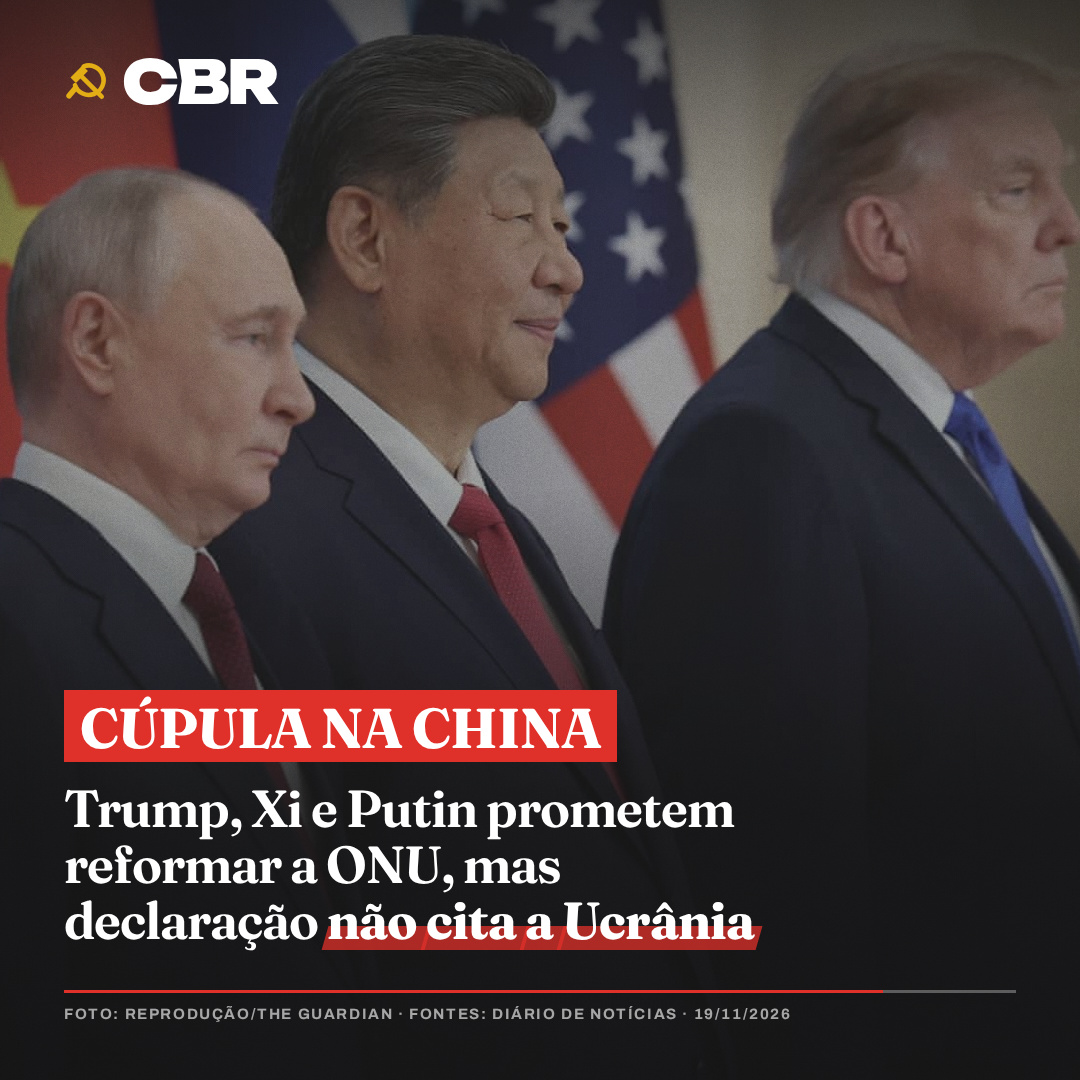 CBR
CÚPULA NA CHINA
Trump, Xi e Putin prometem
reformar a ONU, mas
declaração não cita a Ucrânia
FOTO: REPRODUÇÃO/THE GUARDIAN · FONTES: DIÁRIO DE NOTÍCIAS · 19/11/2026